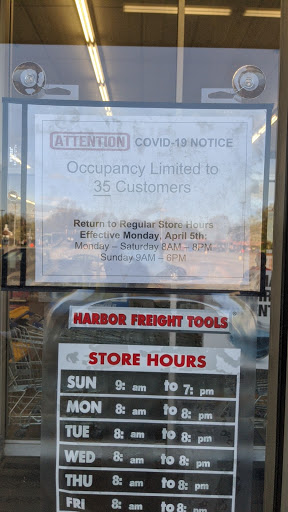 ATTENTION COVID-19 NOTICE
Occupancy Limited to
35 Customers
Return to Regular Store Hours
Effective Monday, April 5th:
Monday – Saturday 8AM – 8PM
Sunday 9AM – 6PM
HARBOR FREIGHT TOOLS
STORE HOURS
SUN 9: am to 7: pm
MON 8: am to 8: pm
TUE 8: am to 8: pm
WED 8: am to 8: pm
THU 8: am to 8: pm
FRI 8: am to 8: pm